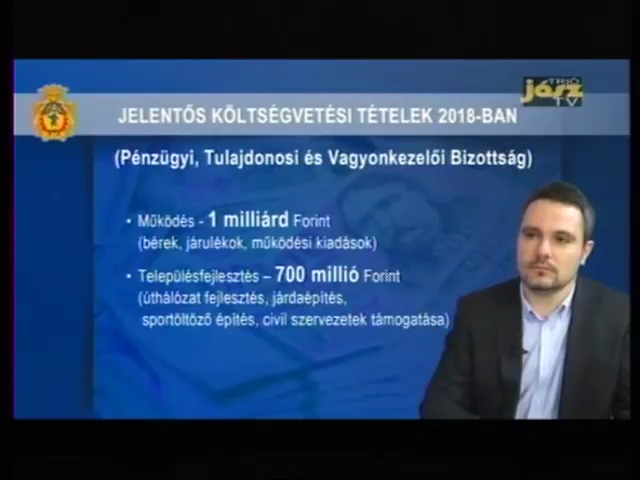 TRIÓ
jász
TV
JELENTŐS KÖLTSÉGVETÉSI TÉTELEK 2018-BAN
(Pénzügyi, Tulajdonosi és Vagyonkezelői Bizottság)
• Működés - 1 milliárd Forint
(bérek, járulékok, működési kiadások)
• Településfejlesztés – 700 millió Forint
(úthálózat fejlesztés, járdaépítés,
sportöltöző építés, civil szervezetek támogatása)